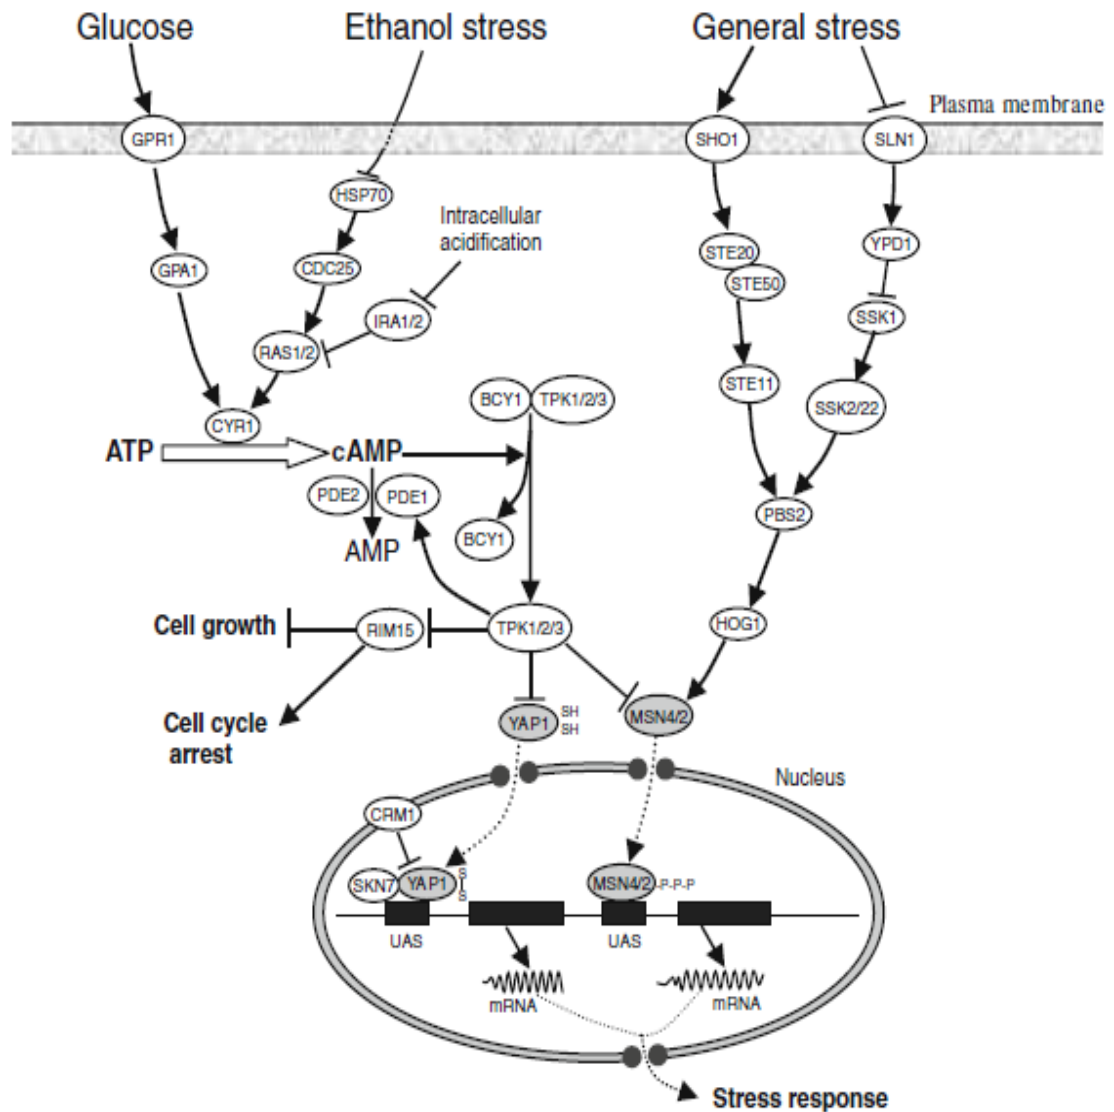 Glucose
Ethanol stress
General stress
Plasma membrane
GPR1
SHO1
SLN1
HSP70
Intracellular
acidification
YPD1
STE20
GPA1
CDC25
STE50
IRA1/2
SSK1
RAS1/2
STE11
BCY1
TPK1/2/3
SSK2/22
CYR1
ATP
cAMP
PDE2
PDE1
PBS2
BCY1
AMP
Cell growth
RIM15
TPK1/2/3
HOG1
Cell cycle
arrest
YAP1
SH
SH
MSN4/2
Nucleus
CRM1
SKN7
YAP1
S
S
MSN4/2
-P-P-P
UAS
UAS
mRNA
mRNA
Stress response